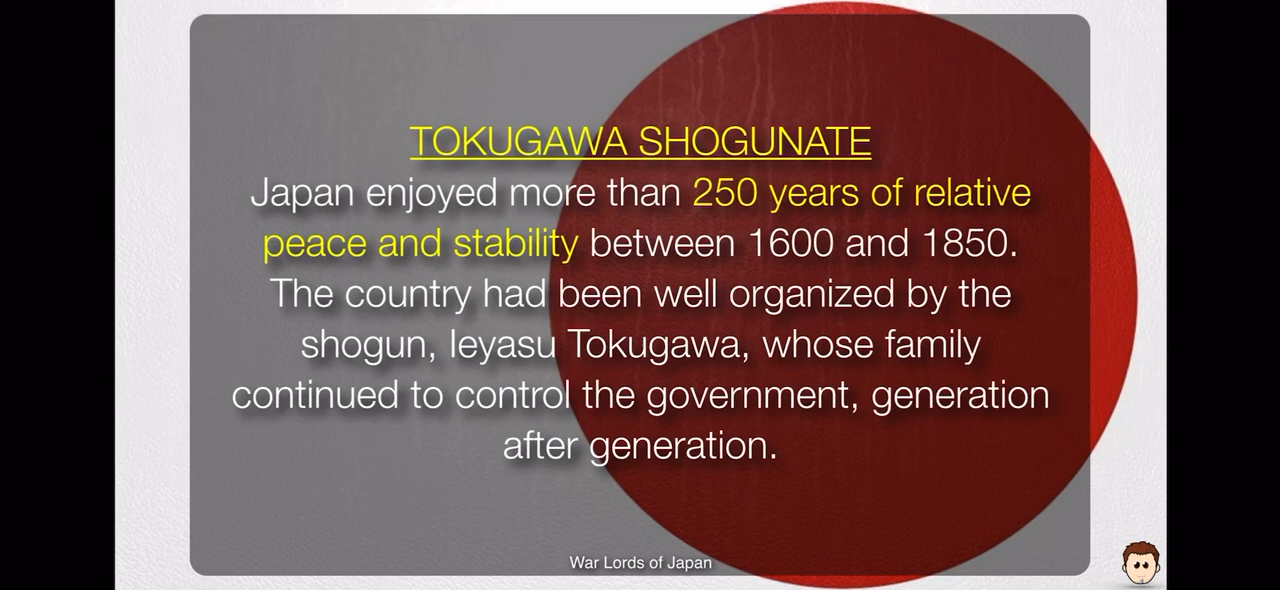 TOKUGAWA SHOGUNATE
Japan enjoyed more than 250 years of relative
peace and stability between 1600 and 1850.
The country had been well organized by the
shogun, Ieyasu Tokugawa, whose family
continued to control the government, generation
after generation.
War Lords of Japan